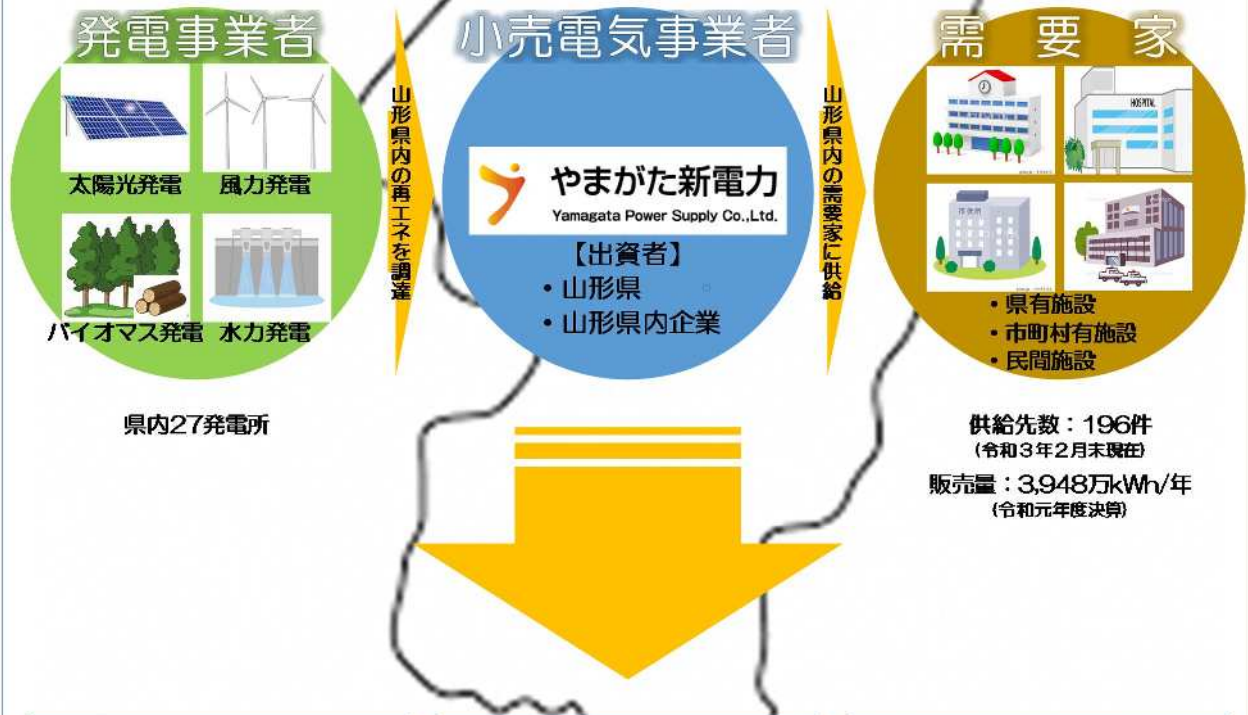 発電事業者
太陽光発電
風力発電
バイオマス発電
水力発電
県内27発電所
山形県内の再エネを調達
小売電気事業者
やまがた新電力
Yamagata Power Supply Co.,Ltd.
【出資者】
・山形県
・山形県内企業
山形県内の需要家に供給
需要家
HOSPITAL
市役所
・県有施設
・市町村有施設
・民間施設
供給先数：196件
(令和3年2月末現在)
販売量：3,948万kWh/年
(令和元年度決算)